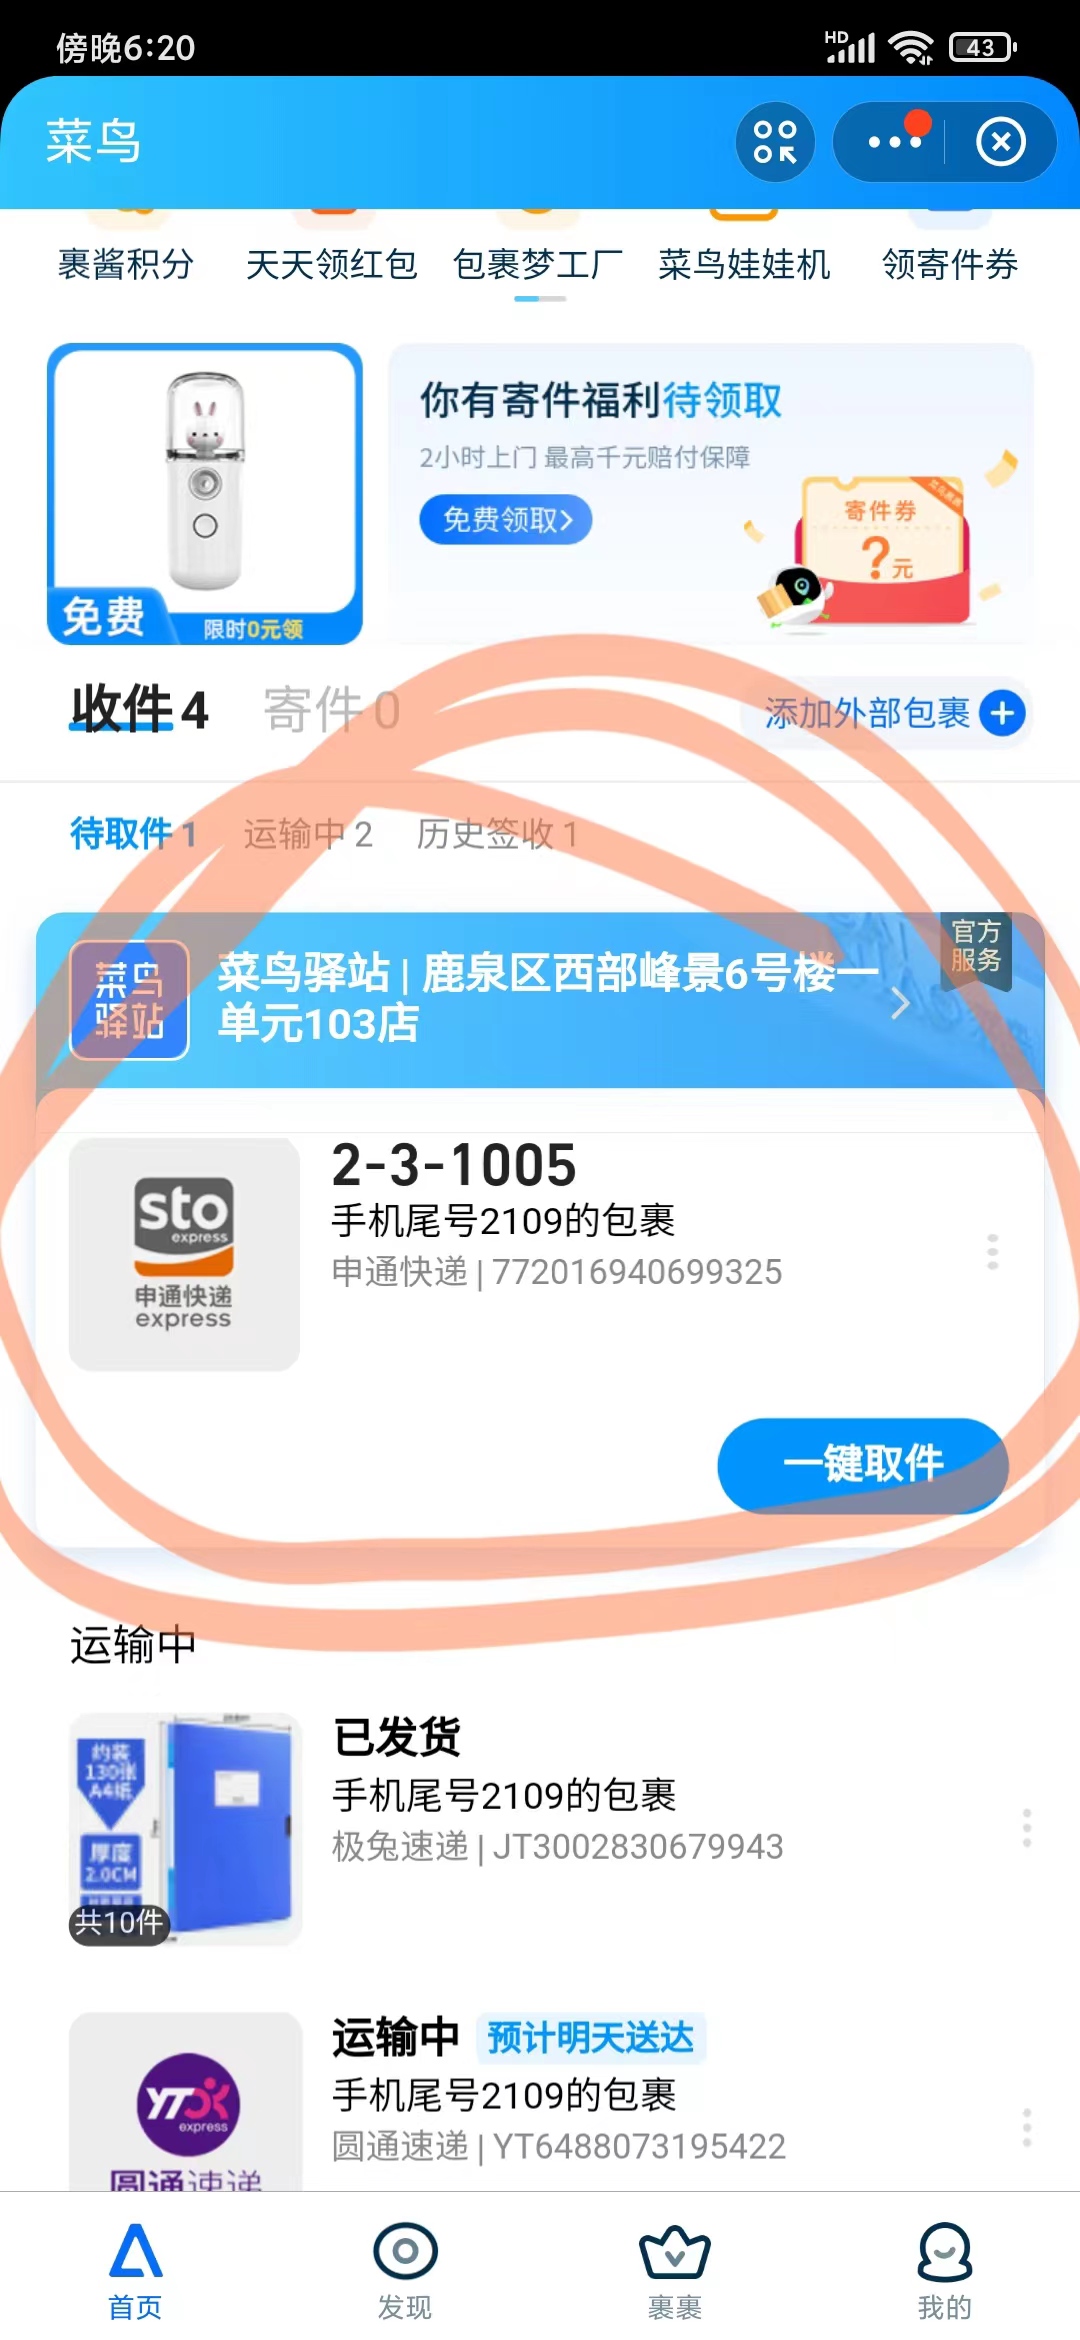 傍晚6:20
HD
43
菜鸟
裹酱积分
天天领红包
包裹梦工厂
菜鸟娃娃机
领寄件券
你有寄件福利待领取
2小时上门 最高千元赔付保障
免费领取
寄件券
?元
免费
限时0元领
收件 4
寄件 0
添加外部包裹
待取件 1
运输中 2
历史签收 1
菜鸟
驿站
菜鸟驿站 | 鹿泉区西部峰景6号楼一
单元103店
官方
服务
sto
express
申通快递
express
2-3-1005
手机尾号2109的包裹
申通快递 | 772016940699325
一键取件
运输中
约装
130张
A4纸
厚度
2.0CM
共10件
已发货
手机尾号2109的包裹
极兔速递 | JT3002830679943
YTO
express
圆通速递
运输中
预计明天送达
手机尾号2109的包裹
圆通速递 | YT6488073195422
首页
发现
裹裹
我的